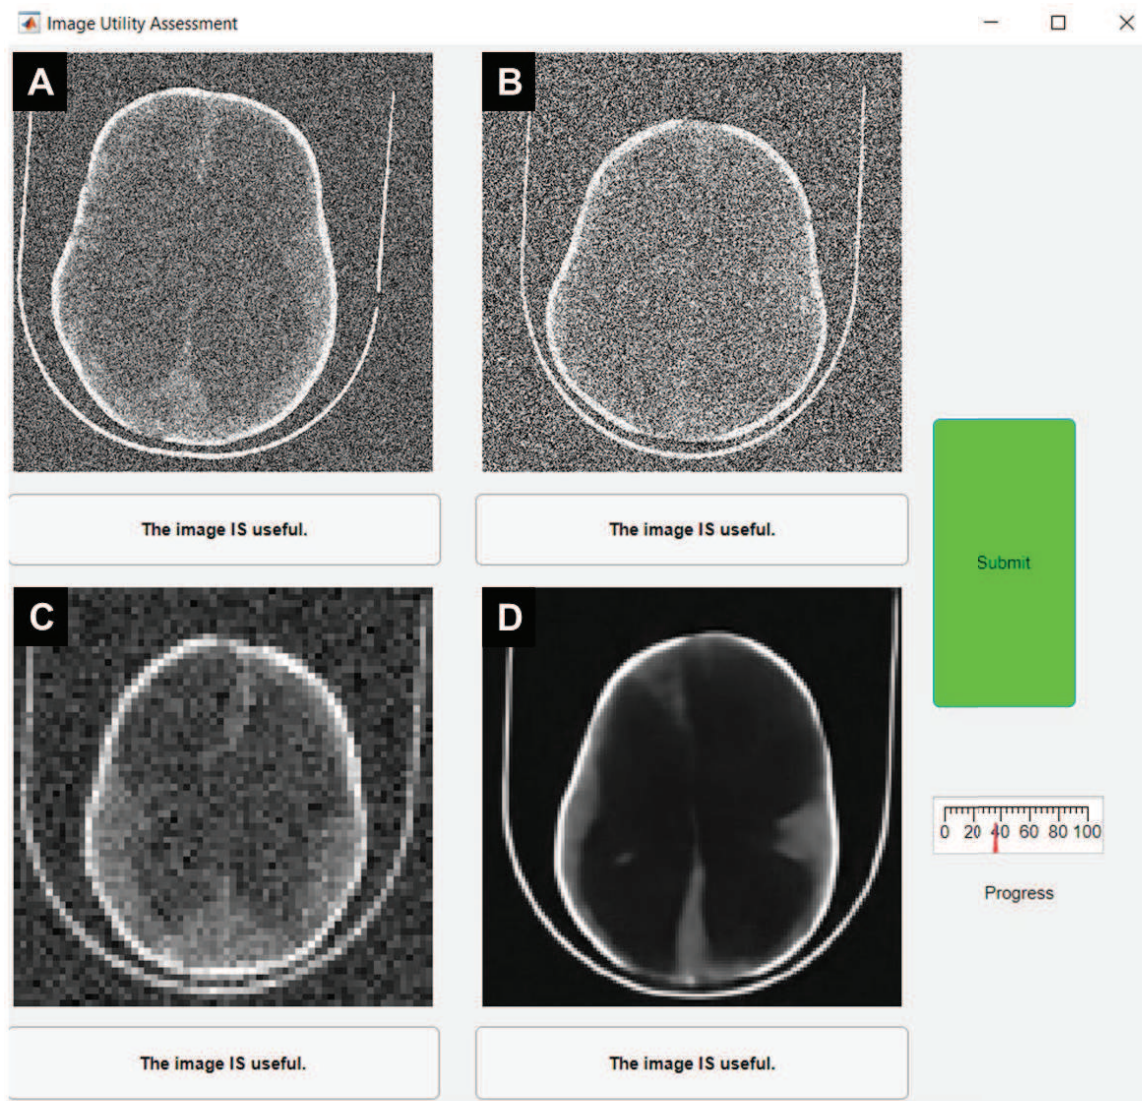 Image Utility Assessment
A
B
The image IS useful.
The image IS useful.
Submit
C
D
0 20 40 60 80 100
Progress
The image IS useful.
The image IS useful.